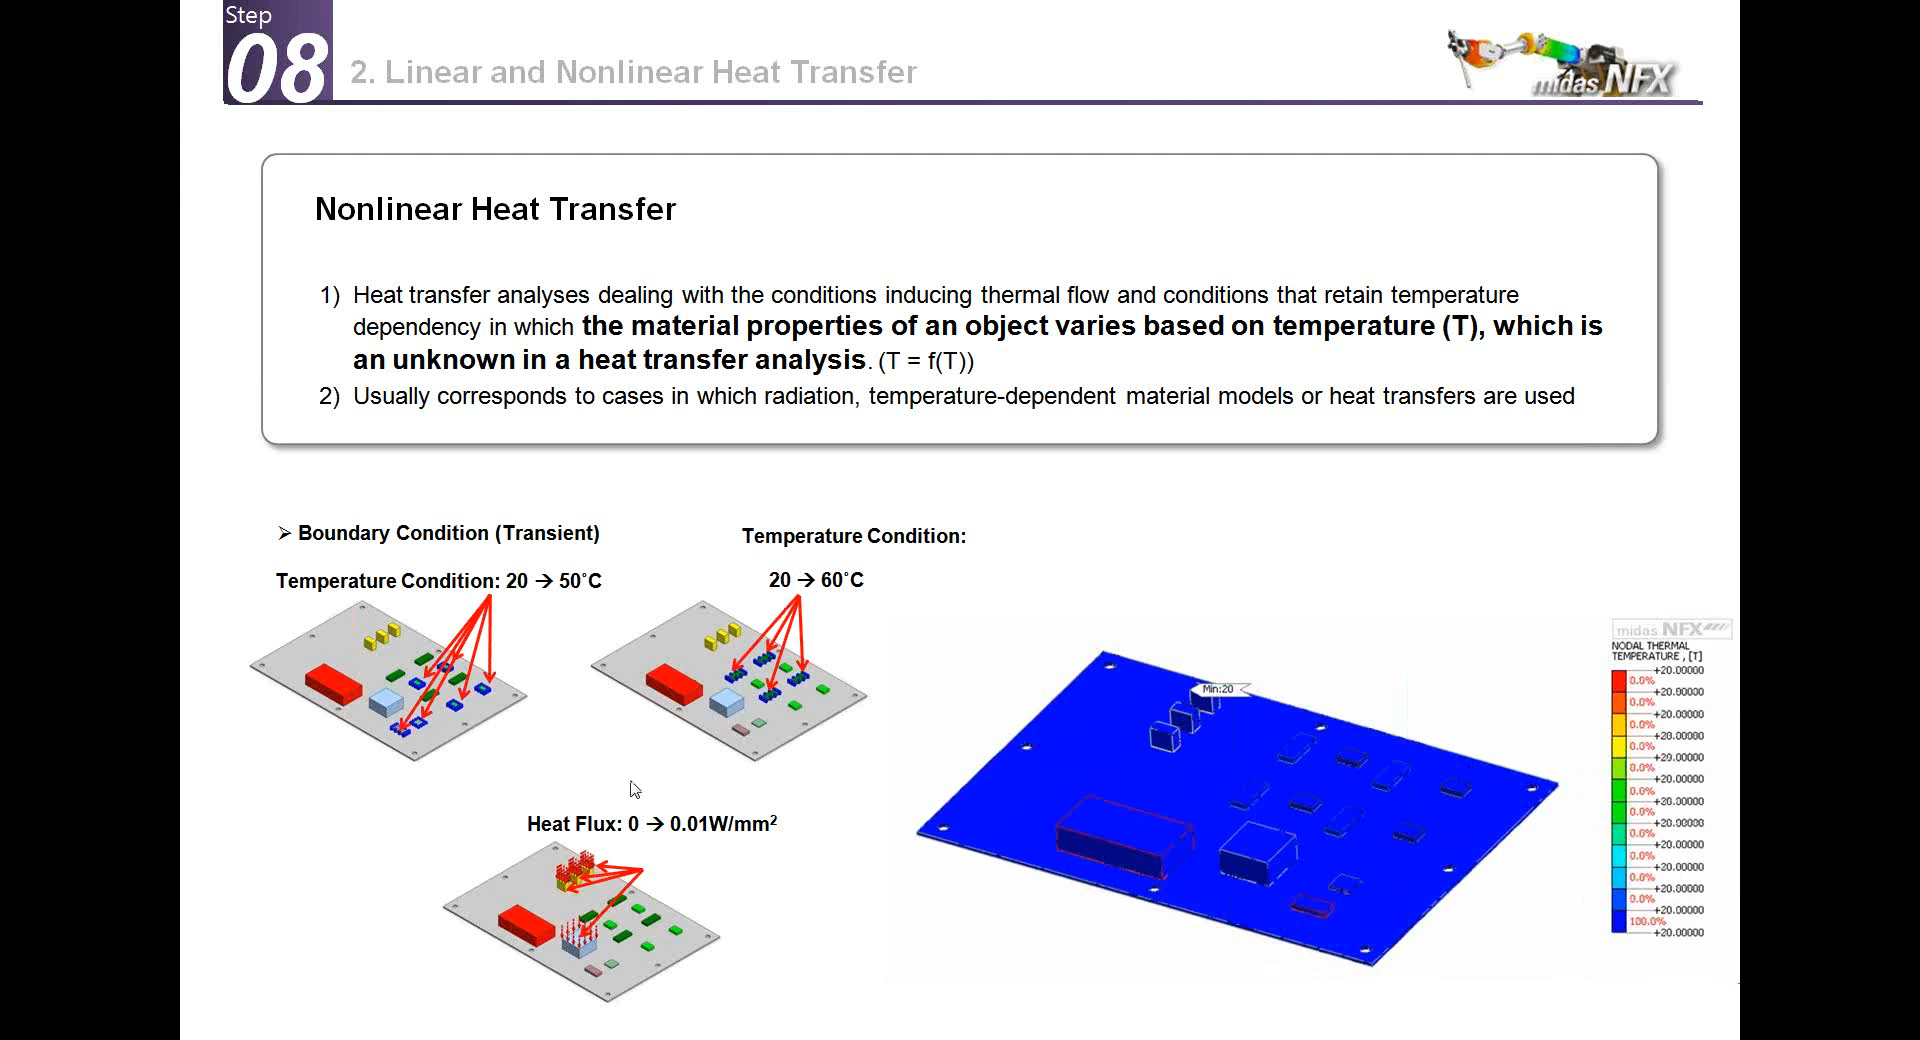 Step
08
2. Linear and Nonlinear Heat Transfer
midas NFX
Nonlinear Heat Transfer
1) Heat transfer analyses dealing with the conditions inducing thermal flow and conditions that retain temperature
dependency in which the material properties of an object varies based on temperature (T), which is
an unknown in a heat transfer analysis. (T = f(T))
2) Usually corresponds to cases in which radiation, temperature-dependent material models or heat transfers are used
➢ Boundary Condition (Transient)
Temperature Condition: 20 → 50˚C
Temperature Condition:
20 → 60˚C
Heat Flux: 0 → 0.01W/mm²
Min:20
midas NFX
NODAL THERMAL
TEMPERATURE , [T]
+20.00000
0.0%
+20.00000
0.0%
+20.00000
0.0%
+20.00000
0.0%
+20.00000
0.0%
+20.00000
0.0%
+20.00000
0.0%
+20.00000
0.0%
+20.00000
0.0%
+20.00000
0.0%
+20.00000
0.0%
+20.00000
100.0%
+20.00000